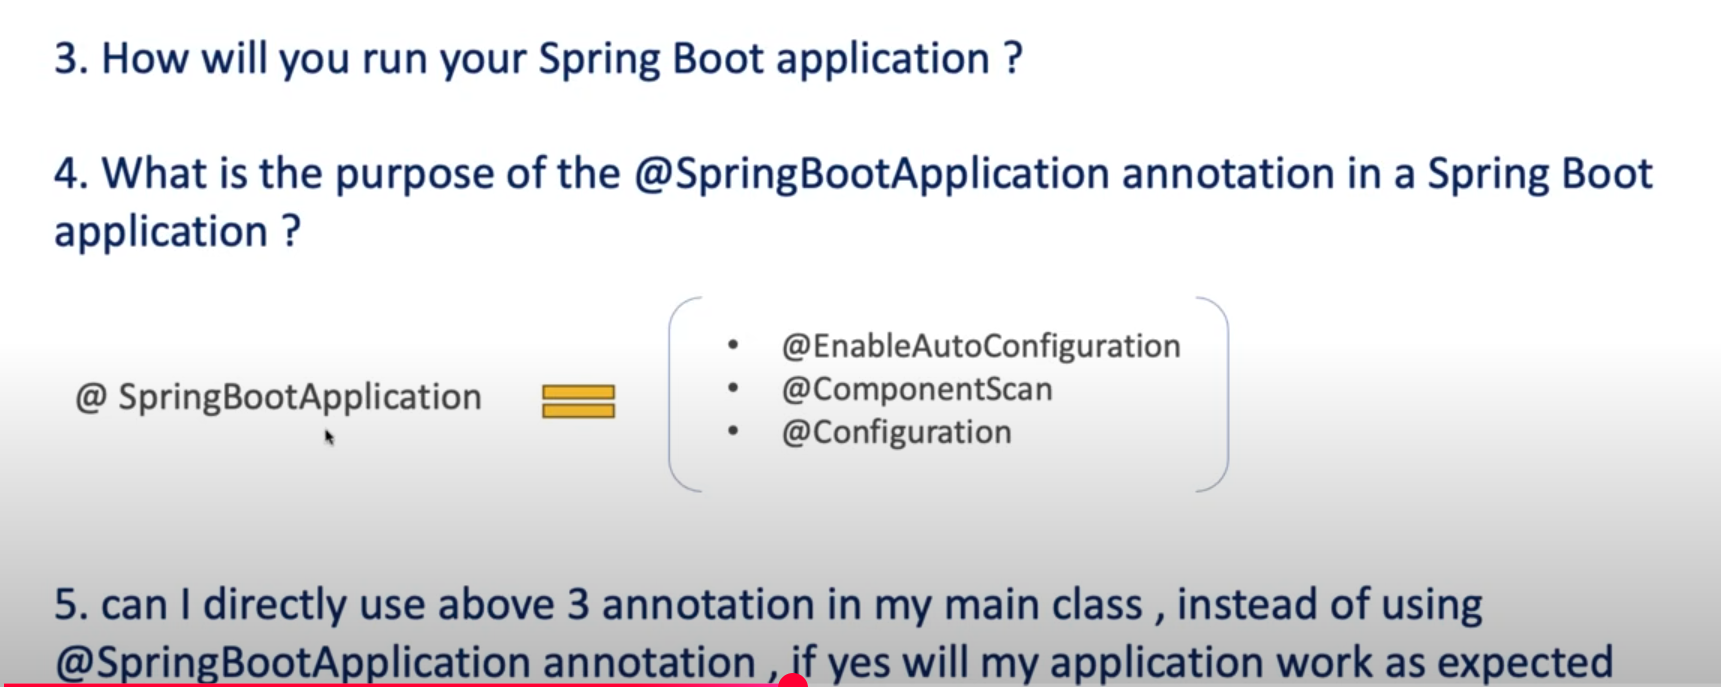 3. How will you run your Spring Boot application ?
4. What is the purpose of the @SpringBootApplication annotation in a Spring Boot
application ?
@ SpringBootApplication
• @EnableAutoConfiguration
• @ComponentScan
• @Configuration
5. can I directly use above 3 annotation in my main class , instead of using
@SpringBootApplication annotation , if yes will my application work as expected